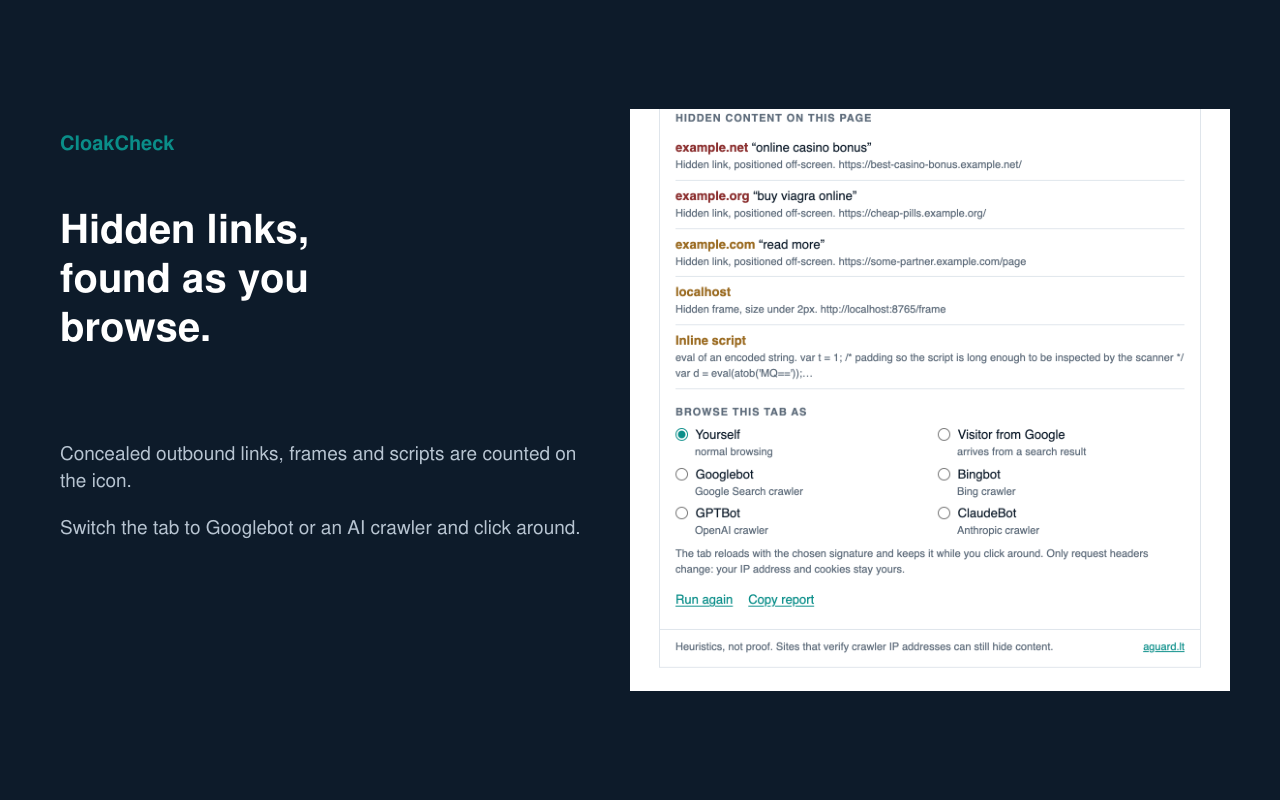 CloakCheck
Hidden links,
found as you
browse.
Concealed outbound links, frames and scripts are counted on
the icon.
Switch the tab to Googlebot or an AI crawler and click around.
HIDDEN CONTENT ON THIS PAGE
example.net “online casino bonus”
Hidden link, positioned off-screen. https://best-casino-bonus.example.net/
example.org “buy viagra online”
Hidden link, positioned off-screen. https://cheap-pills.example.org/
example.com “read more”
Hidden link, positioned off-screen. https://some-partner.example.com/page
localhost
Hidden frame, size under 2px. http://localhost:8765/frame
Inline script
eval of an encoded string. var t = 1; /* padding so the script is long enough to be inspected by the scanner */
var d = eval(atob('MQ=='));…
BROWSE THIS TAB AS
Yourself
normal browsing
Visitor from Google
arrives from a search result
Googlebot
Google Search crawler
Bingbot
Bing crawler
GPTBot
OpenAI crawler
ClaudeBot
Anthropic crawler
The tab reloads with the chosen signature and keeps it while you click around. Only request headers
change: your IP address and cookies stay yours.
Run again Copy report
Heuristics, not proof. Sites that verify crawler IP addresses can still hide content. aguard.lt